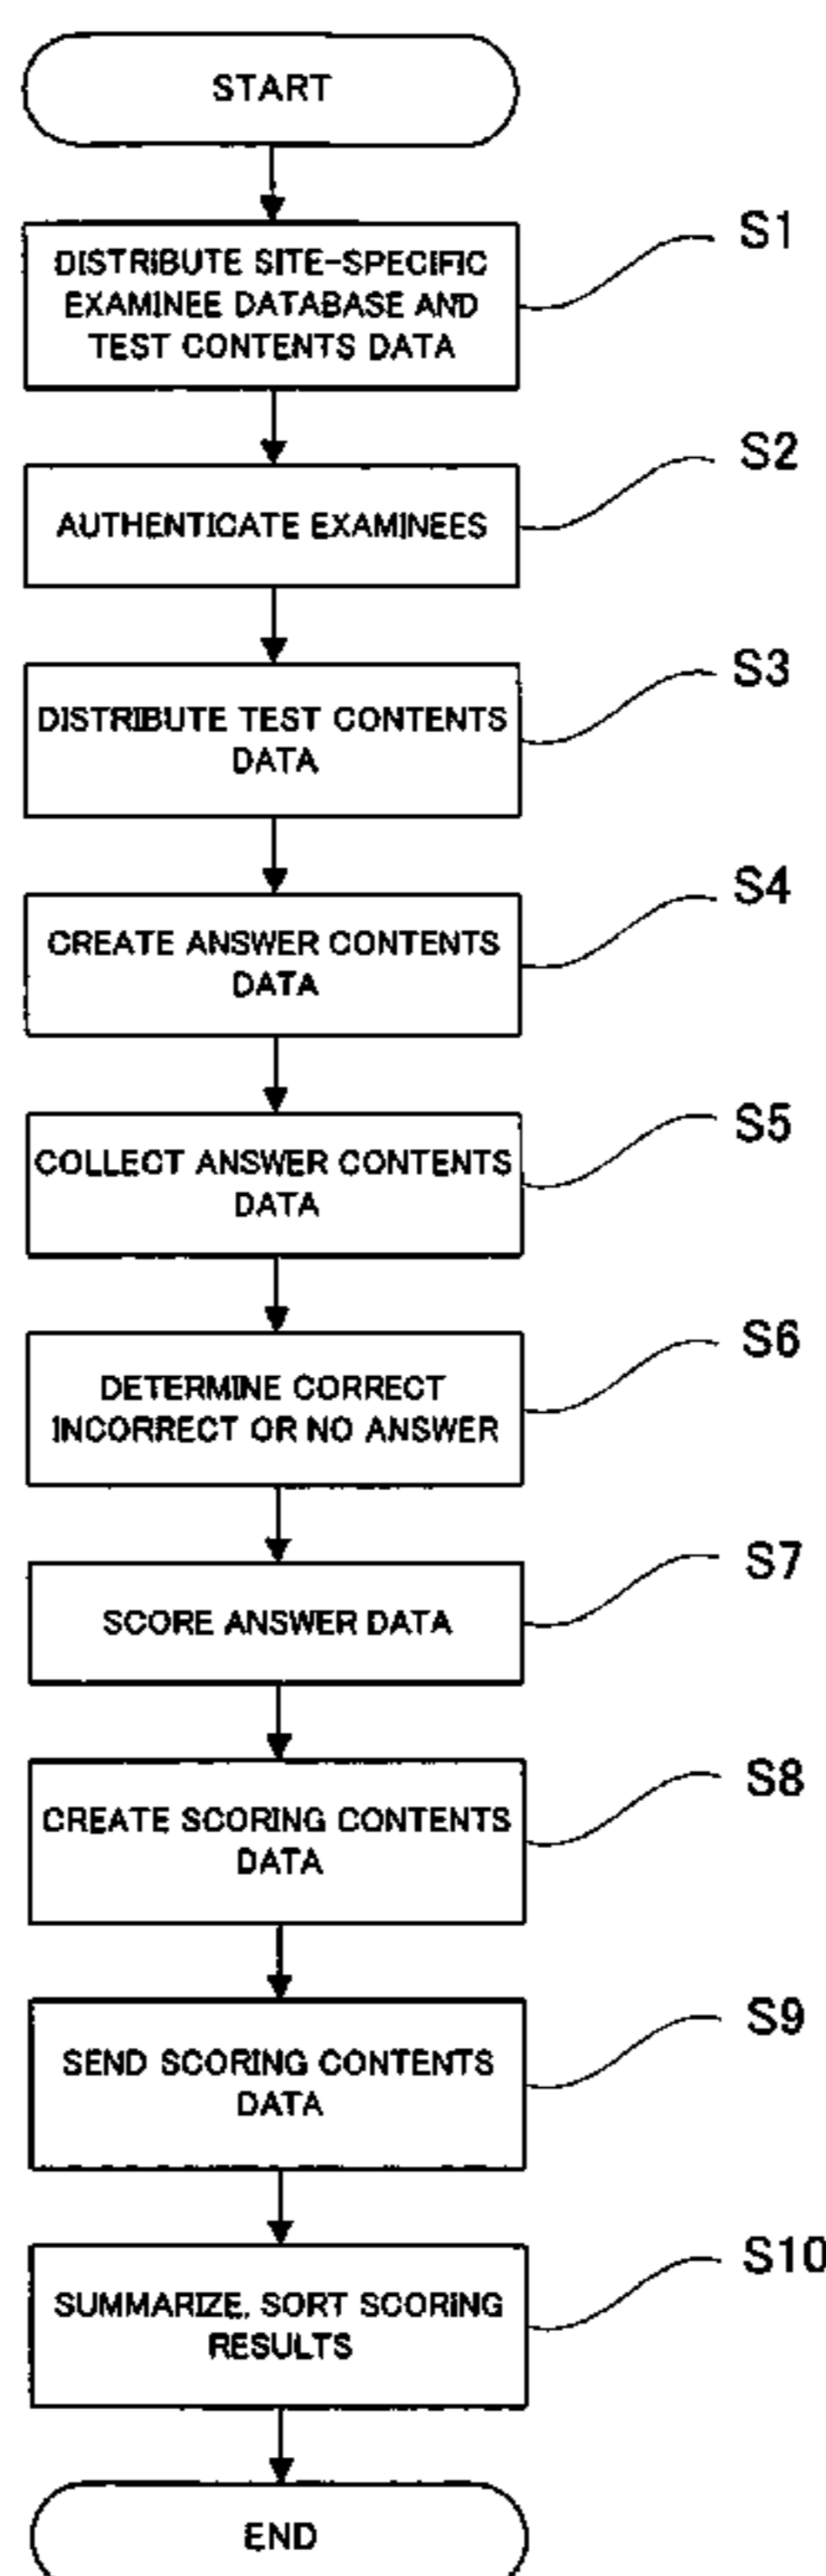 START
S1
DISTRIBUTE SITE-SPECIFIC
EXAMINEE DATABASE AND
TEST CONTENTS DATA
S2
AUTHENTICATE EXAMINEES
S3
DISTRIBUTE TEST CONTENTS
DATA
S4
CREATE ANSWER CONTENTS
DATA
S5
COLLECT ANSWER CONTENTS
DATA
S6
DETERMINE CORRECT
INCORRECT OR NO ANSWER
S7
SCORE ANSWER DATA
S8
CREATE SCORING CONTENTS
DATA
S9
SEND SCORING CONTENTS
DATA
S10
SUMMARIZE, SORT SCORING
RESULTS
END